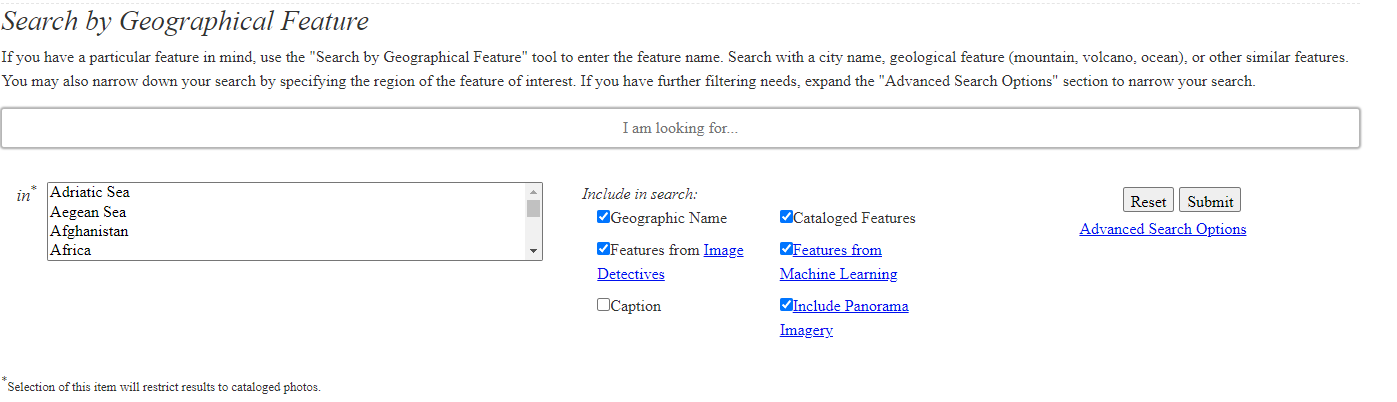 Search by Geographical Feature
If you have a particular feature in mind, use the "Search by Geographical Feature" tool to enter the feature name. Search with a city name, geological feature (mountain, volcano, ocean), or other similar features.
You may also narrow down your search by specifying the region of the feature of interest. If you have further filtering needs, expand the "Advanced Search Options" section to narrow your search.
I am looking for...
in*
Adriatic Sea
Aegean Sea
Afghanistan
Africa
Include in search:
Geographic Name
Cataloged Features
Features from Image
Detectives
Features from
Machine Learning
Caption
Include Panorama
Imagery
Reset Submit
Advanced Search Options
*Selection of this item will restrict results to cataloged photos.